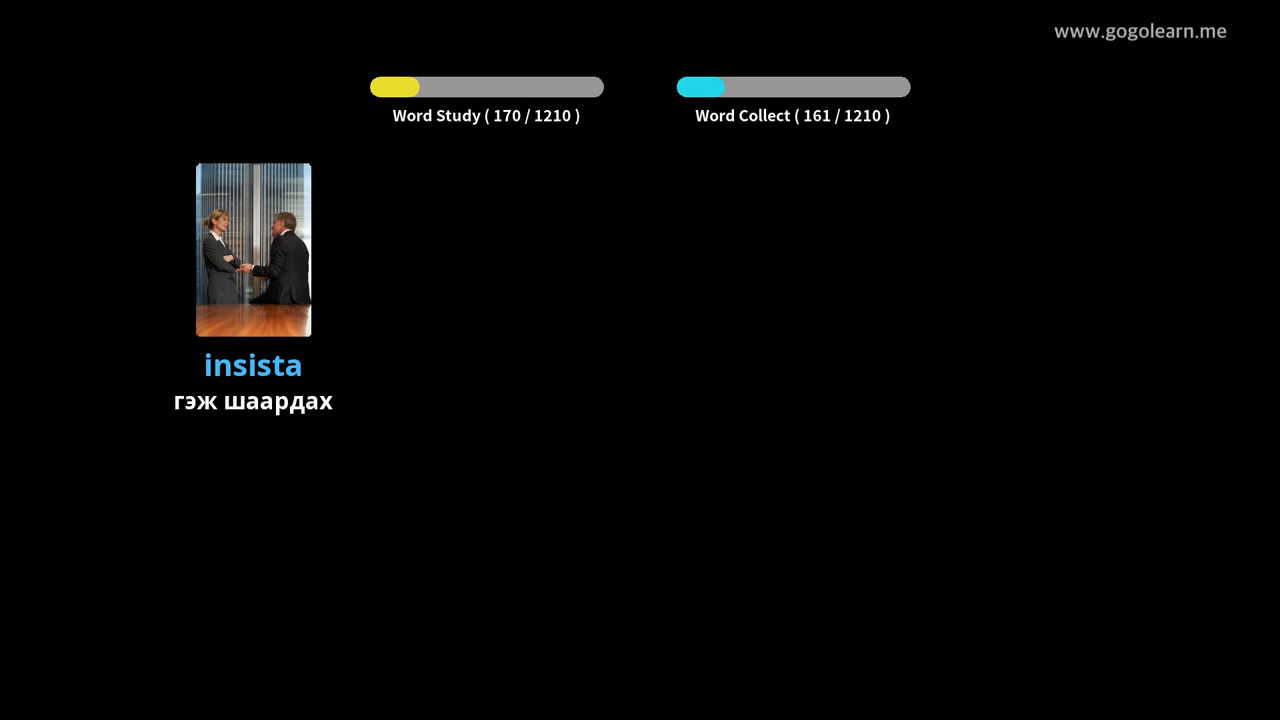 www.gogolearn.me
Word Study ( 170 / 1210 )
Word Collect ( 161 / 1210 )
insista
гэж шаардах